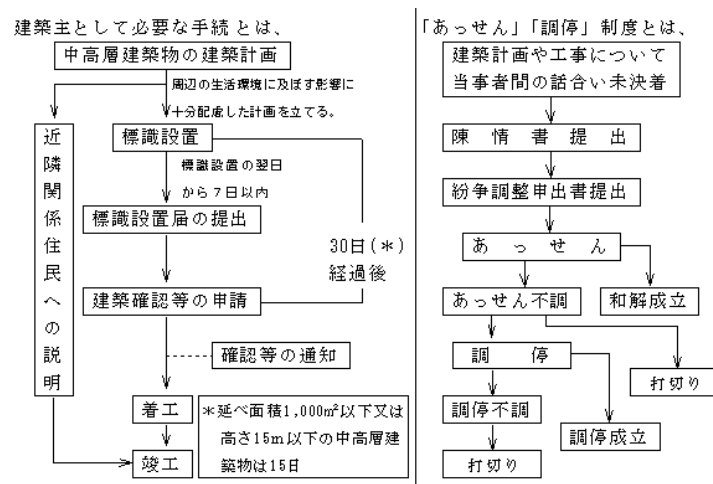 建築主として必要な手続とは、
中高層建築物の建築計画
周辺の生活環境に及ぼす影響に
十分配慮した計画を立てる。
近隣関係住民への説明
標識設置
標識設置の翌日
から7日以内
標識設置届の提出
30日(＊)
経過後
建築確認等の申請
確認等の通知
着工
竣工
＊延べ面積1,000㎡以下又は
高さ15m以下の中高層建
築物は15日
「あっせん」「調停」制度とは、
建築計画や工事について
当事者間の話合い未決着
陳情書提出
紛争調整申出書提出
あっせん
あっせん不調
和解成立
調停
打切り
調停不調
調停成立
打切り